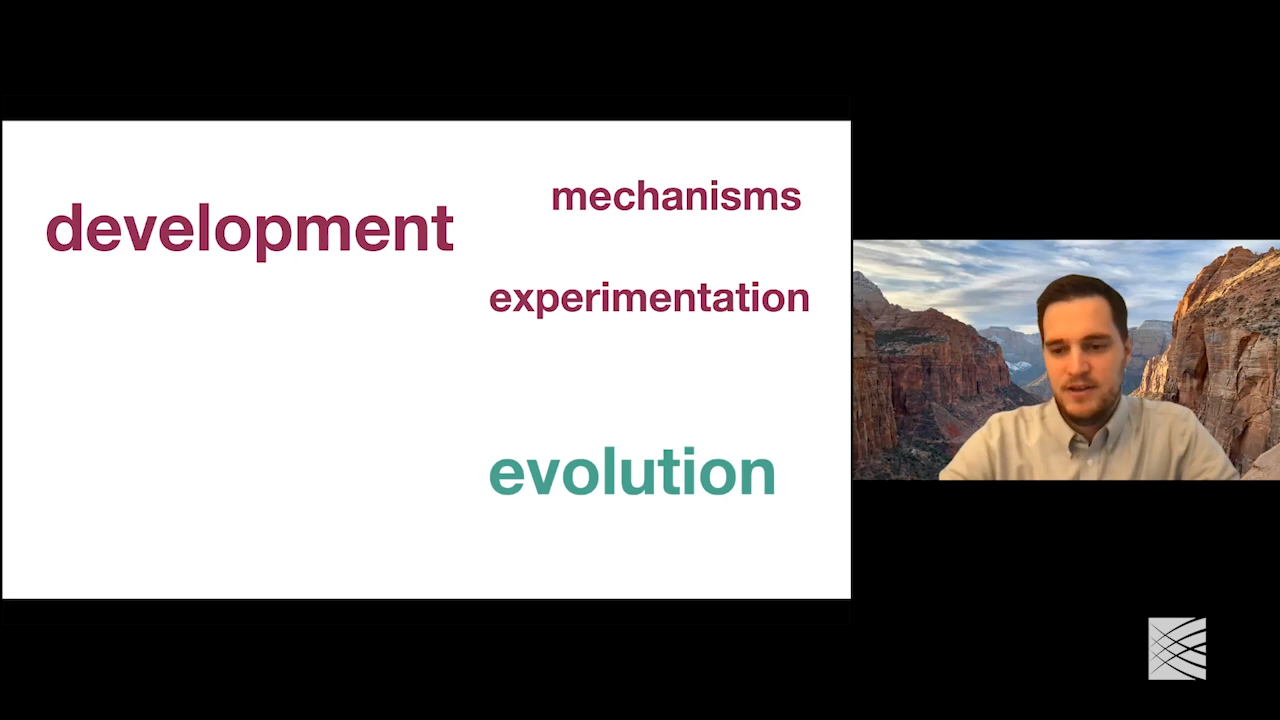 development
mechanisms
experimentation
evolution